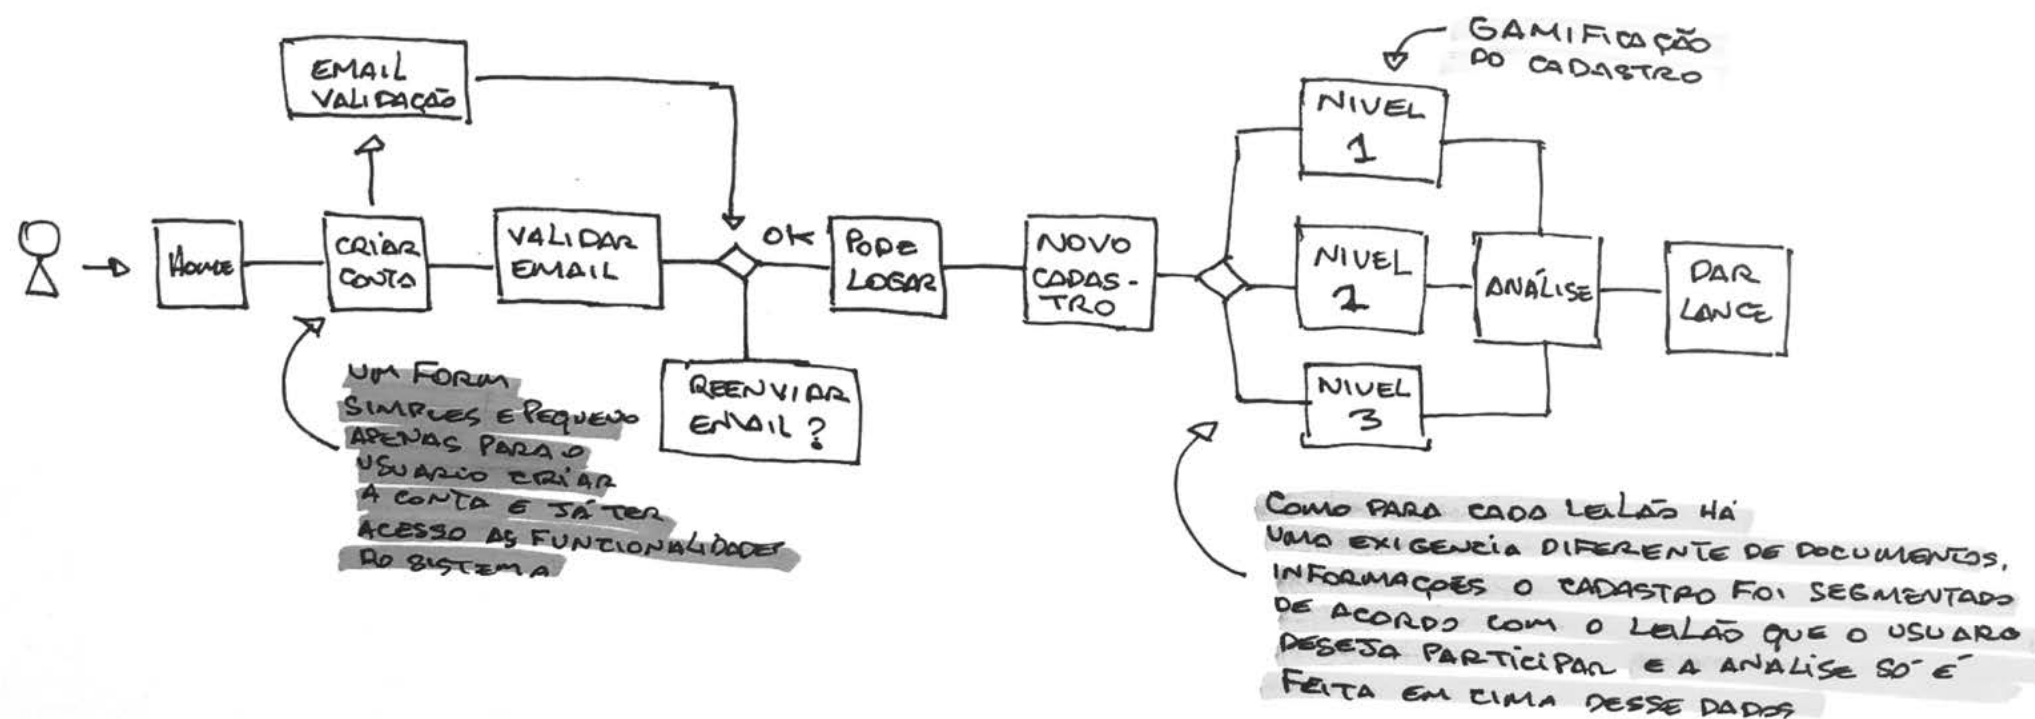 EMAIL
VALIDAÇÃO
HOME
CRIAR
CONTA
VALIDAR
EMAIL
OK
PODE
LOGAR
REENVIAR
EMAIL?
NOVO
CADAS-
TRO
GAMIFICAÇÃO
DO CADASTRO
NIVEL
1
NIVEL
2
NIVEL
3
ANÁLISE
DAR
LANCE
UM FORM
SIMPLES E PEQUENO
APENAS PARA O
USUARIO CRIAR
A CONTA E JÁ TER
ACESSO AS FUNCIONALIDADES
DO SISTEMA
COMO PARA CADA LEILÃO HÁ
UMA EXIGENCIA DIFERENTE DE DOCUMENTOS,
INFORMAÇOES O CADASTRO FOI SEGMENTADO
DE ACORDO COM O LEILÃO QUE O USUARO
DESEJA PARTICIPAR E A ANALISE SÓ É
FEITA EM CIMA DESSE DADOS